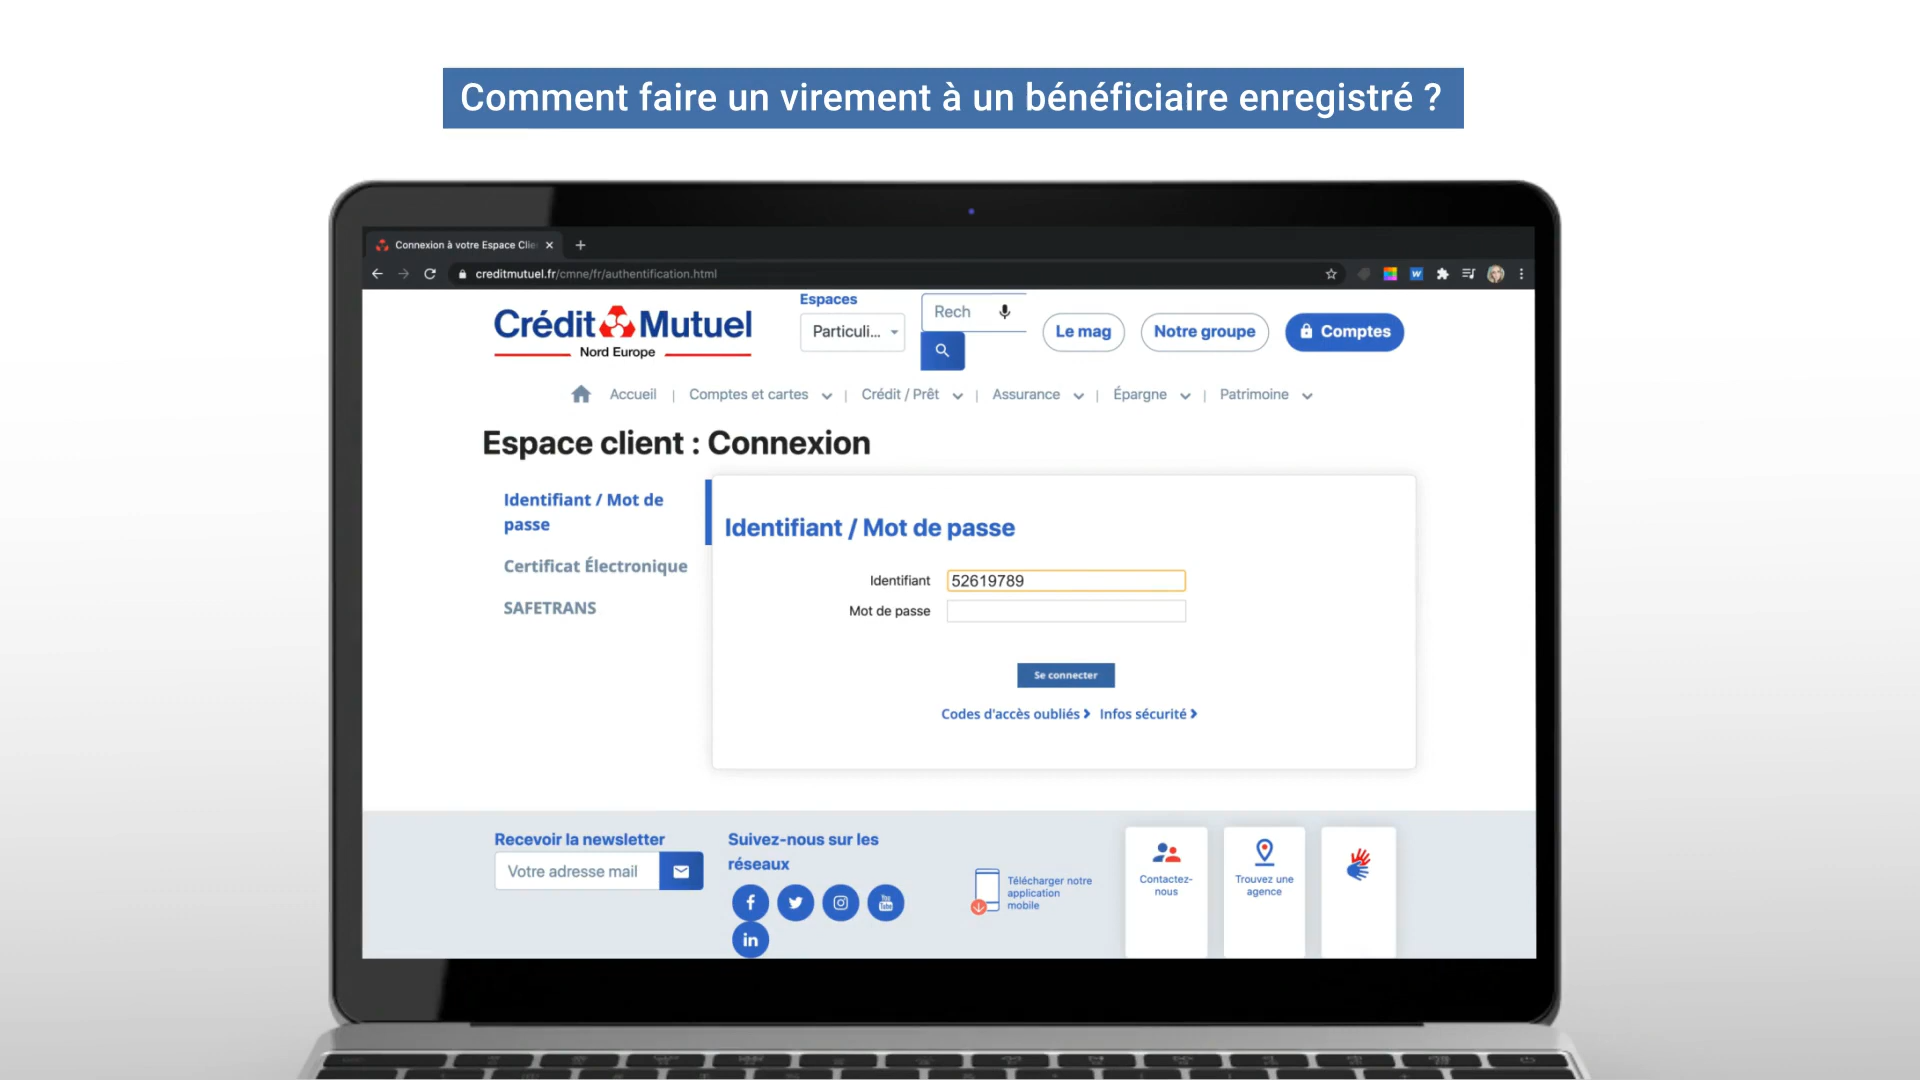 Comment faire un virement à un bénéficiaire enregistré ?
Connexion à votre Espace Clie
creditmutuel.fr/cmne/fr/authentification.html
Crédit Mutuel
Nord Europe
Espaces
Particuli...
Rech
Le mag
Notre groupe
Comptes
Accueil | Comptes et cartes | Crédit / Prêt | Assurance | Épargne | Patrimoine
Espace client : Connexion
Identifiant / Mot de
passe
Certificat Électronique
SAFETRANS
Identifiant / Mot de passe
Identifiant 52619789
Mot de passe
Se connecter
Codes d'accès oubliés Infos sécurité
Recevoir la newsletter
Votre adresse mail
Suivez-nous sur les
réseaux
You
Tube
in
Télécharger notre
application
mobile
Contactez-
nous
Trouvez une
agence